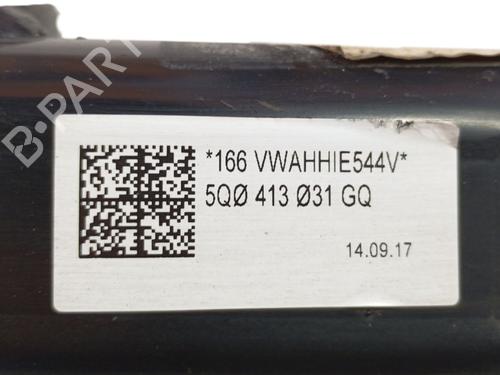 B-PARTS
*166 VWAHHIE544V*
5QØ 413 Ø31 GQ
14.09.17